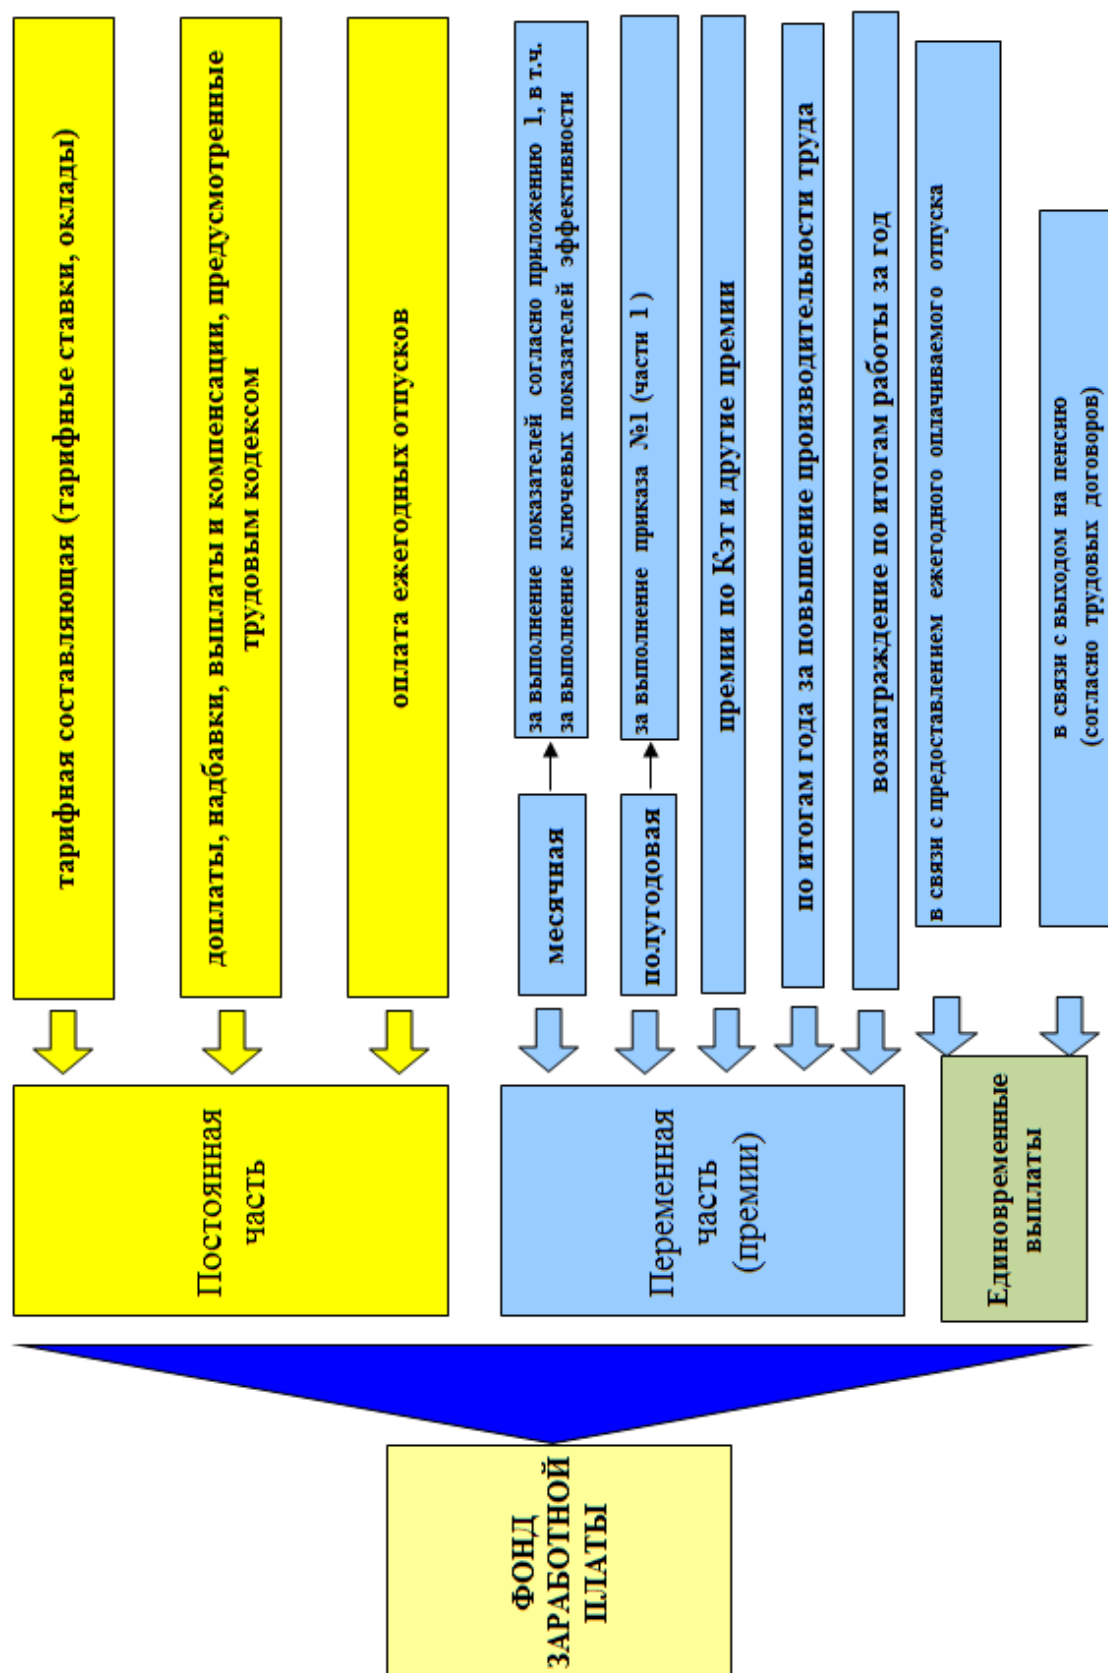 ФОНД
ЗАРАБОТНОЙ
ПЛАТЫ
Постоянная
часть
тарифная составляющая (тарифные ставки, оклады)
доплаты, надбавки, выплаты и компенсации, предусмотренные
трудовым кодексом
оплата ежегодных отпусков
Переменная
часть
(премии)
месячная
за выполнение показателей согласно приложению 1, в т.ч.
за выполнение ключевых показателей эффективности
полугодовая
за выполнение приказа №1 (части 1)
премии по Кэт и другие премии
по итогам года за повышение производительности труда
вознаграждение по итогам работы за год
Единовременные
выплаты
в связи с предоставлением ежегодного оплачиваемого отпуска
в связи с выходом на пенсию
(согласно трудовых договоров)